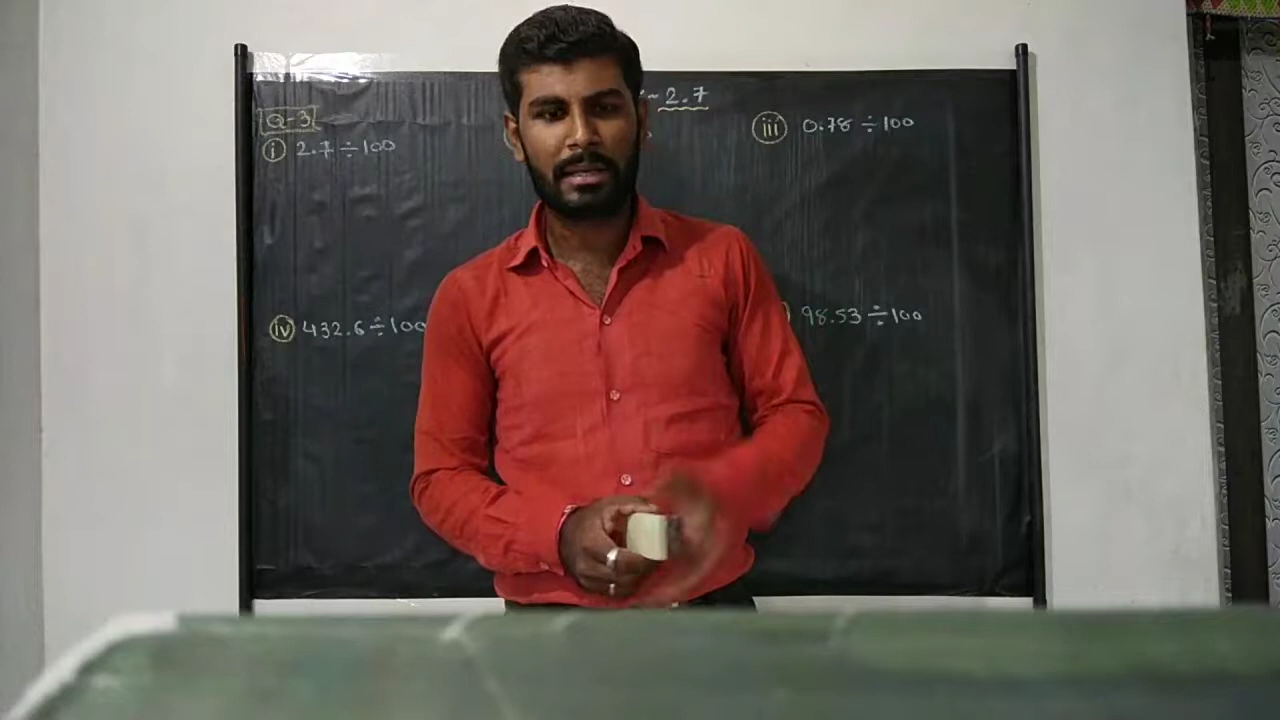 2.7
Q-3
i 2.7 ÷ 100
iii 0.78 ÷ 100
iv 432.6 ÷ 100
98.53 ÷ 100